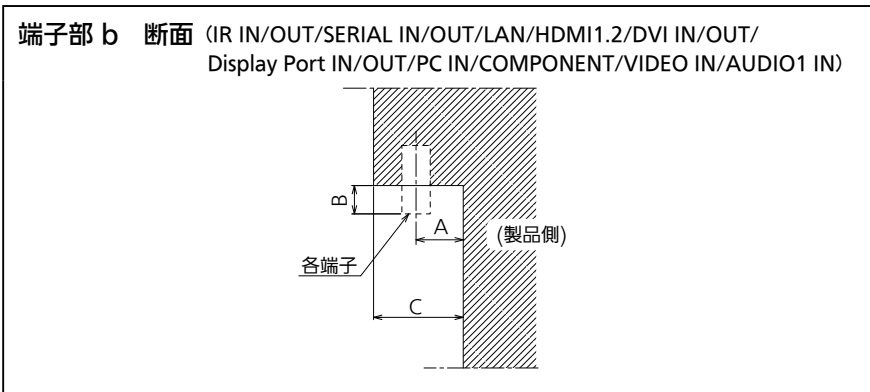 端子部 b 断面（IR IN/OUT/SERIAL IN/OUT/LAN/HDMI1.2/DVI IN/OUT/
Display Port IN/OUT/PC IN/COMPONENT/VIDEO IN/AUDIO1 IN）
B
A
(製品側)
各端子
C